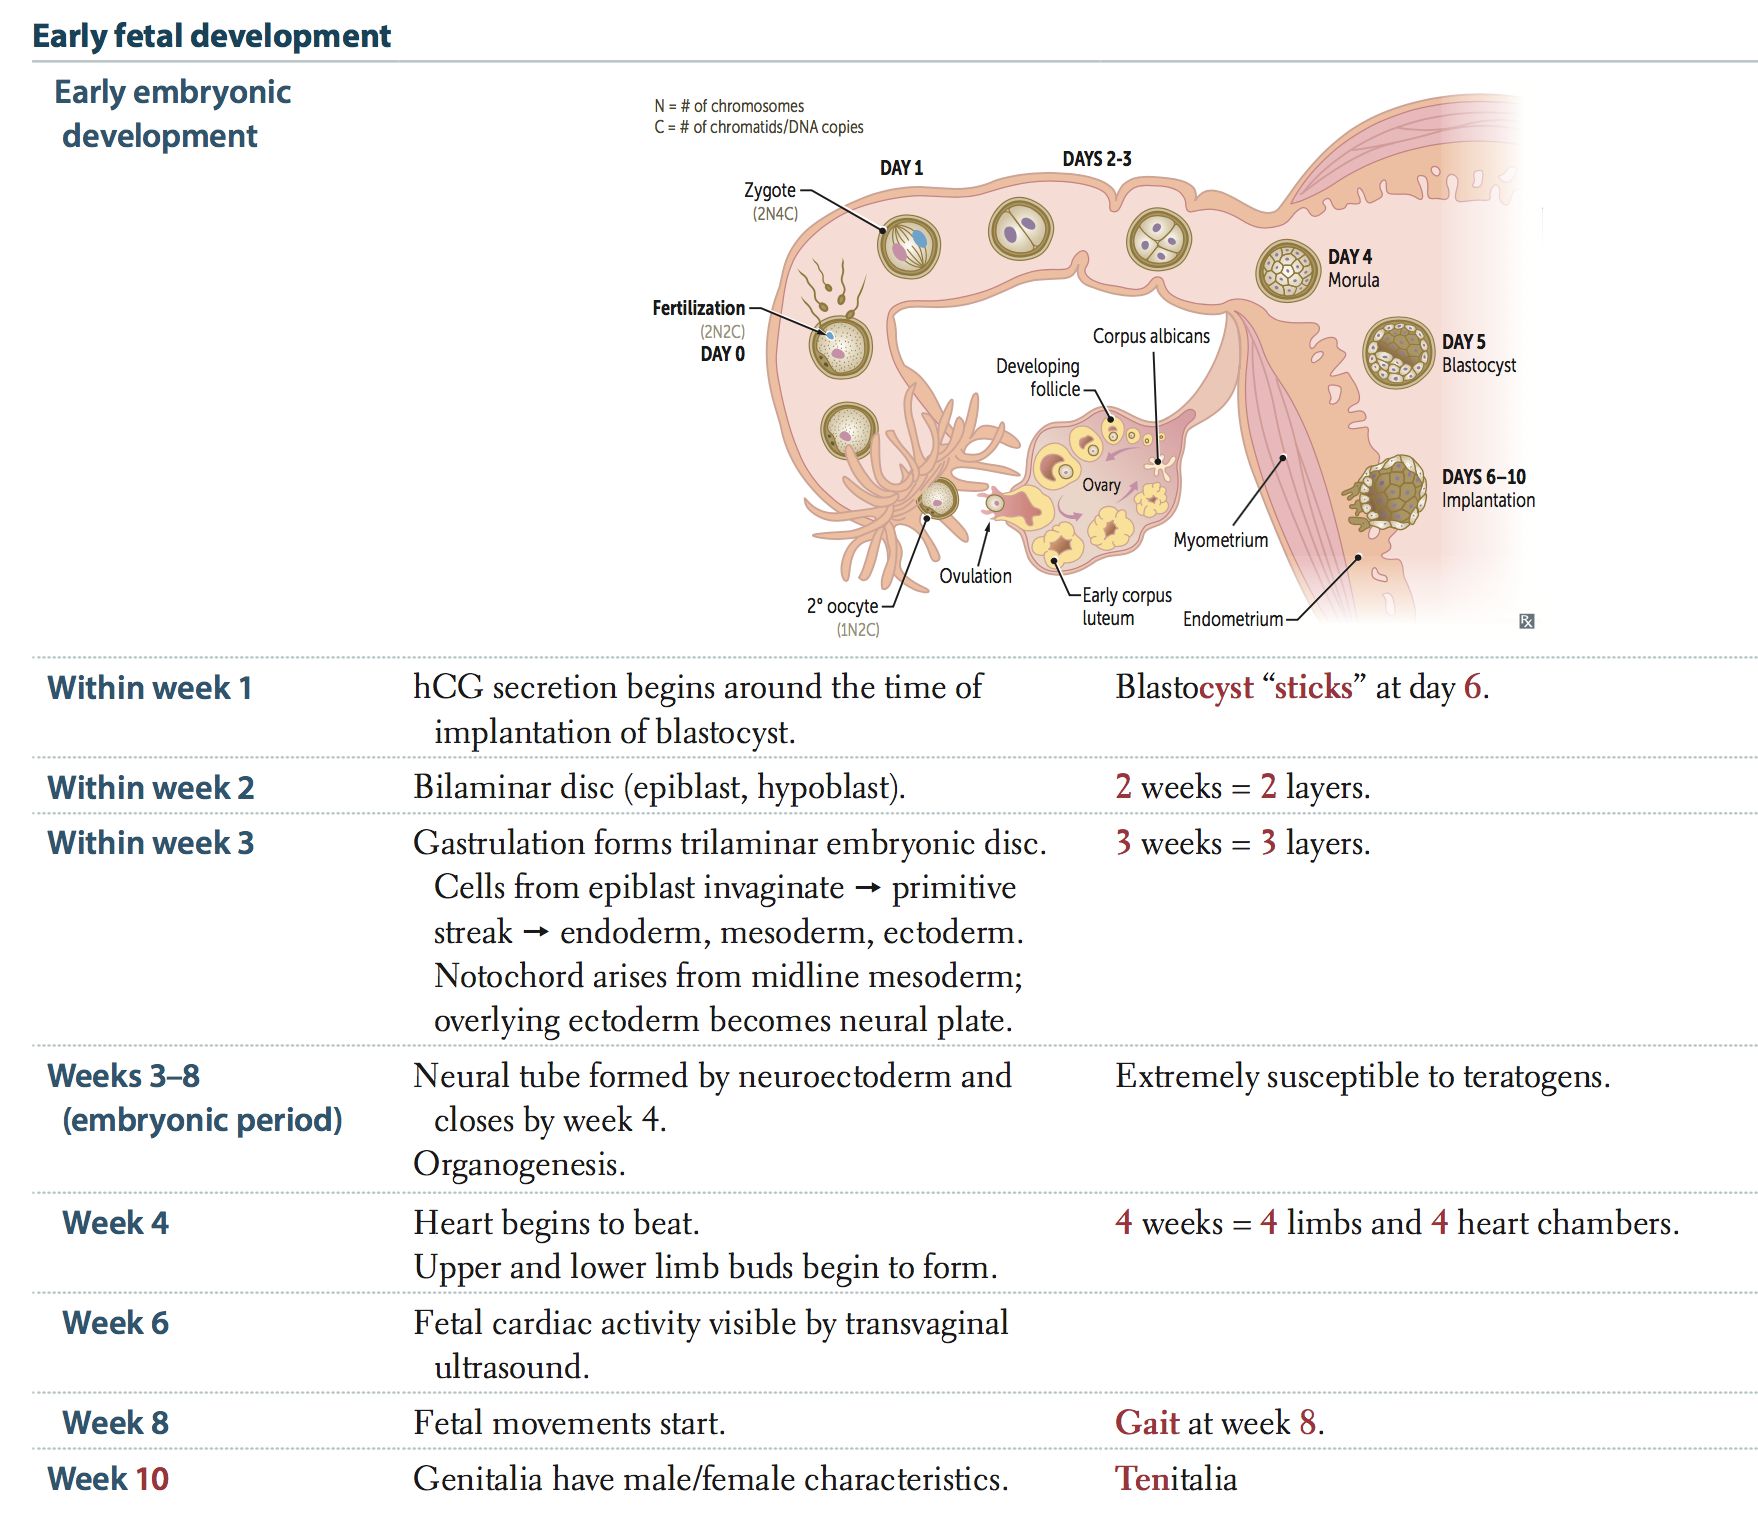 Early fetal development
Early embryonic
development
N = # of chromosomes
C = # of chromatids/DNA copies
DAY 1
DAYS 2-3
Zygote
(2N4C)
DAY 4
Morula
Fertilization
(2N2C)
DAY 0
Corpus albicans
DAY 5
Blastocyst
Developing
follicle
Ovary
DAYS 6–10
Implantation
Myometrium
Ovulation
2° oocyte
(1N2C)
Early corpus
luteum
Endometrium
Rx
Within week 1
hCG secretion begins around the time of
implantation of blastocyst.
Blastocyst “sticks” at day 6.
Within week 2
Bilaminar disc (epiblast, hypoblast).
2 weeks = 2 layers.
Within week 3
Gastrulation forms trilaminar embryonic disc.
Cells from epiblast invaginate → primitive
streak → endoderm, mesoderm, ectoderm.
Notochord arises from midline mesoderm;
overlying ectoderm becomes neural plate.
3 weeks = 3 layers.
Weeks 3–8
(embryonic period)
Neural tube formed by neuroectoderm and
closes by week 4.
Organogenesis.
Extremely susceptible to teratogens.
Week 4
Heart begins to beat.
Upper and lower limb buds begin to form.
4 weeks = 4 limbs and 4 heart chambers.
Week 6
Fetal cardiac activity visible by transvaginal
ultrasound.
Week 8
Fetal movements start.
Gait at week 8.
Week 10
Genitalia have male/female characteristics.
Tenitalia